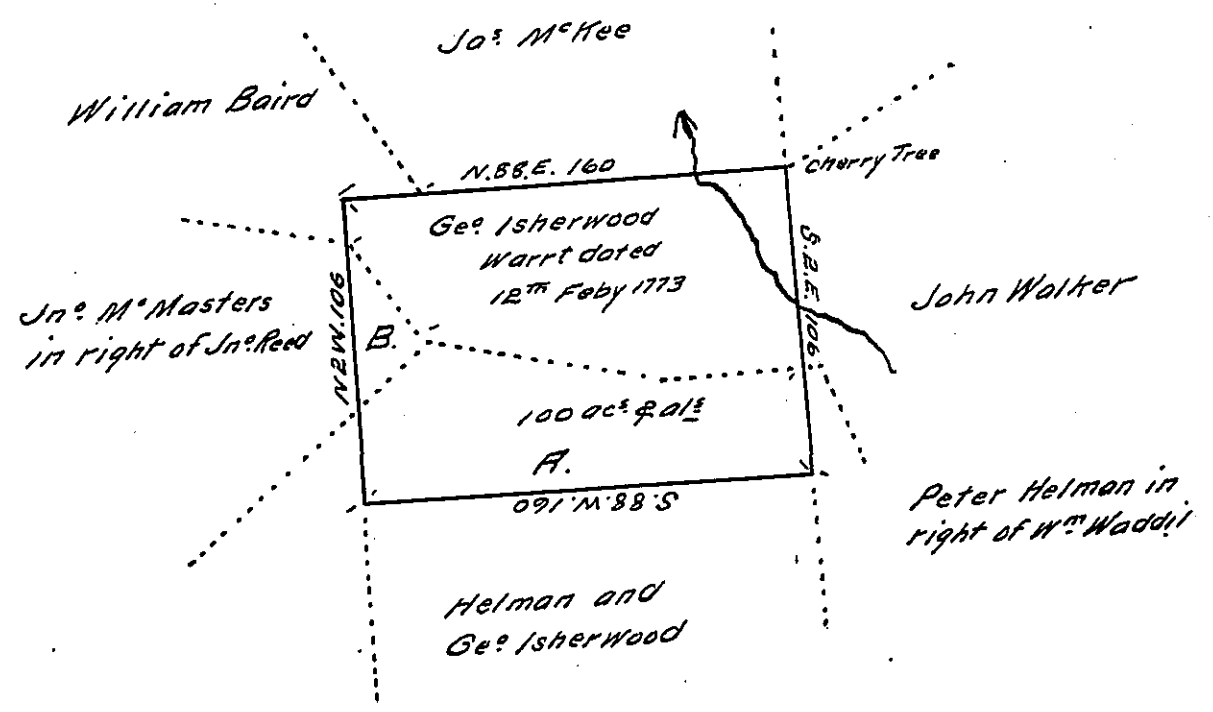 Jas. McKee
William Baird
N.88.E. 160
Cherry Tree
Geo. Isherwood
Warrt dated
12th Feby 1773
S.2.E. 106.
John Walker
Jno. McMasters
in right of Jno. Reed
N2W.106
B.
100 acs. & als
A.
S.88.W.160
Peter Helman in
right of Wm. Waddil
Helman and
Geo. Isherwood